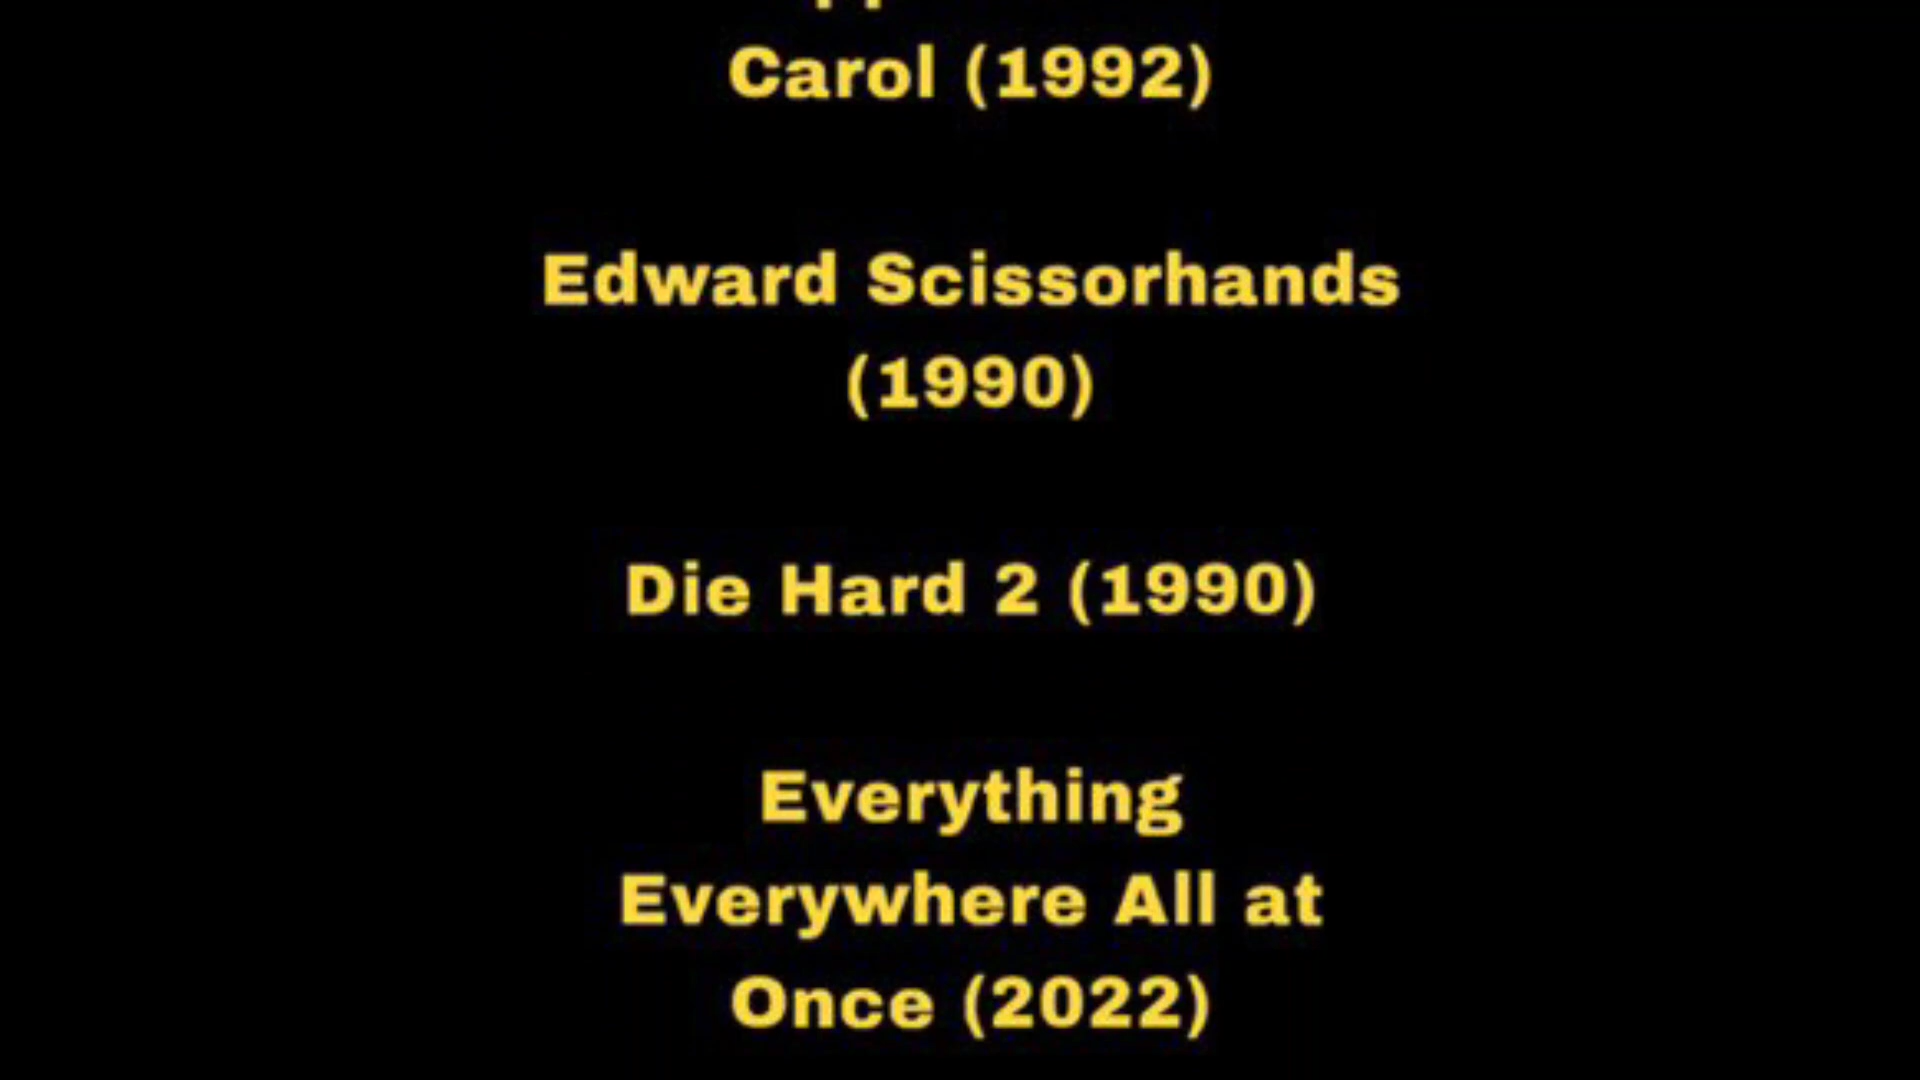 Carol (1992)
Edward Scissorhands
(1990)
Die Hard 2 (1990)
Everything
Everywhere All at
Once (2022)